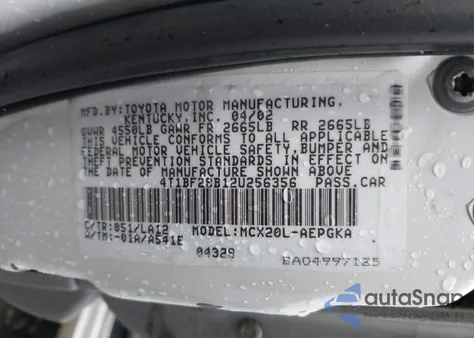 MFD.BY:TOYOTA MOTOR MANUFACTURING,
KENTUCKY, INC. 04/02
GVWR 4550LB GAWR FR 2665LB RR 2665LB
THIS VEHICLE CONFORMS TO ALL APPLICABLE
FEDERAL MOTOR VEHICLE SAFETY, BUMPER AND
THEFT PREVENTION STANDARDS IN EFFECT ON
THE DATE OF MANUFACTURE SHOWN ABOVE.
4T1BF28B12U256356 PASS.CAR
C/TR:051/LA12 MODEL:MCX20L-AEPGKA
A/TM:-01A/A541E
04329 BA04997125
autoSnap